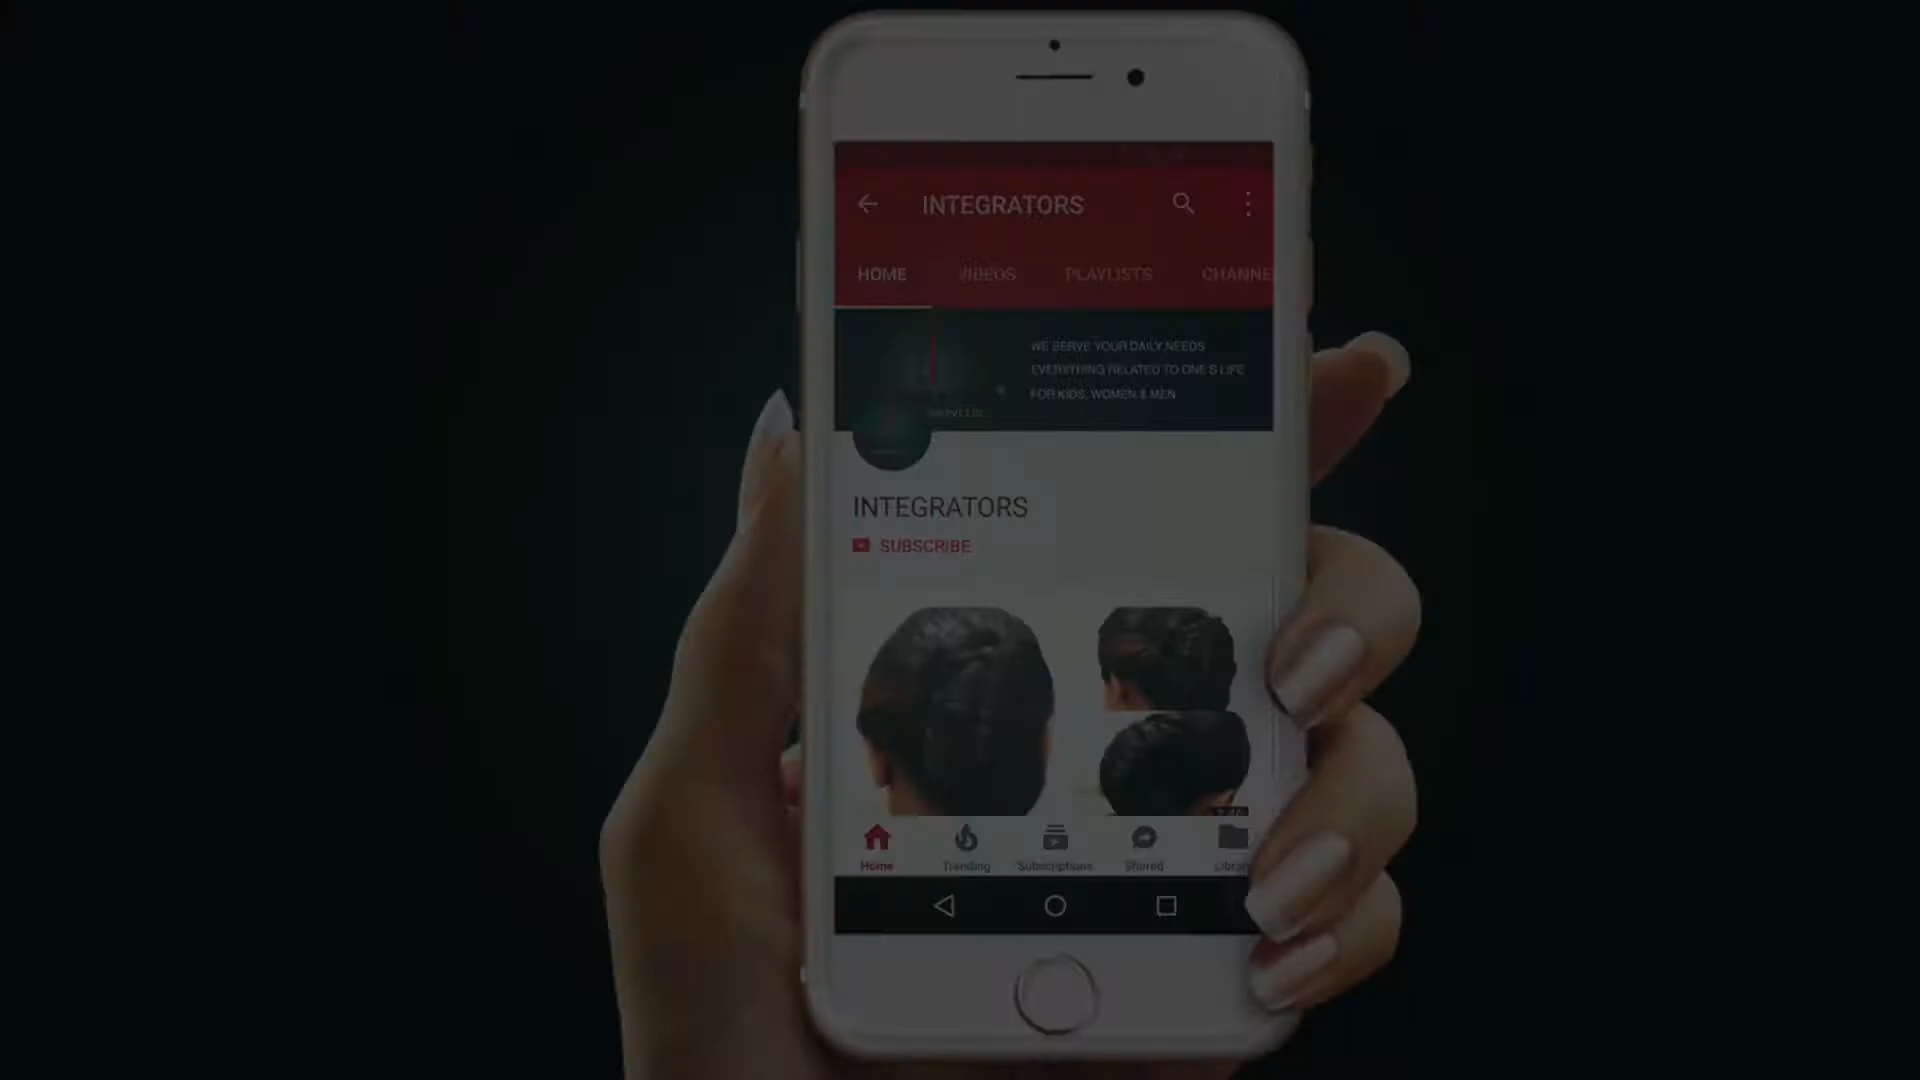 INTEGRATORS
HOME VIDEOS PLAYLISTS CHANNE
WE SERVE YOUR DAILY NEEDS
EVERYTHING RELATED TO ONE S LIFE
FOR KIDS, WOMEN & MEN
INTEGRATORS
SUBSCRIBE
Home Trending Subscriptions Shared Librar